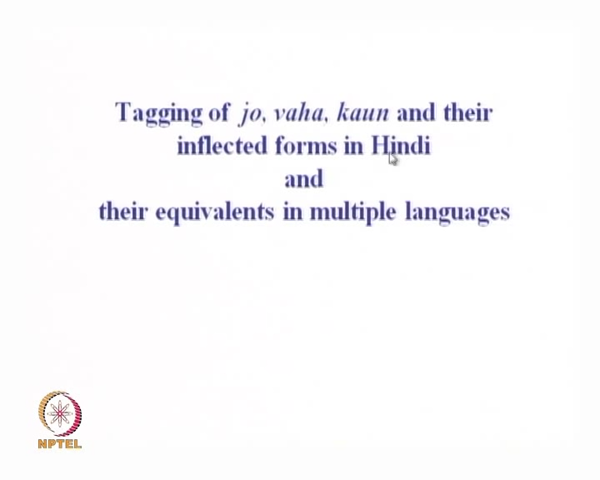 Tagging of jo, vaha, kaun and their
inflected forms in Hindi
and
their equivalents in multiple languages
NPTEL